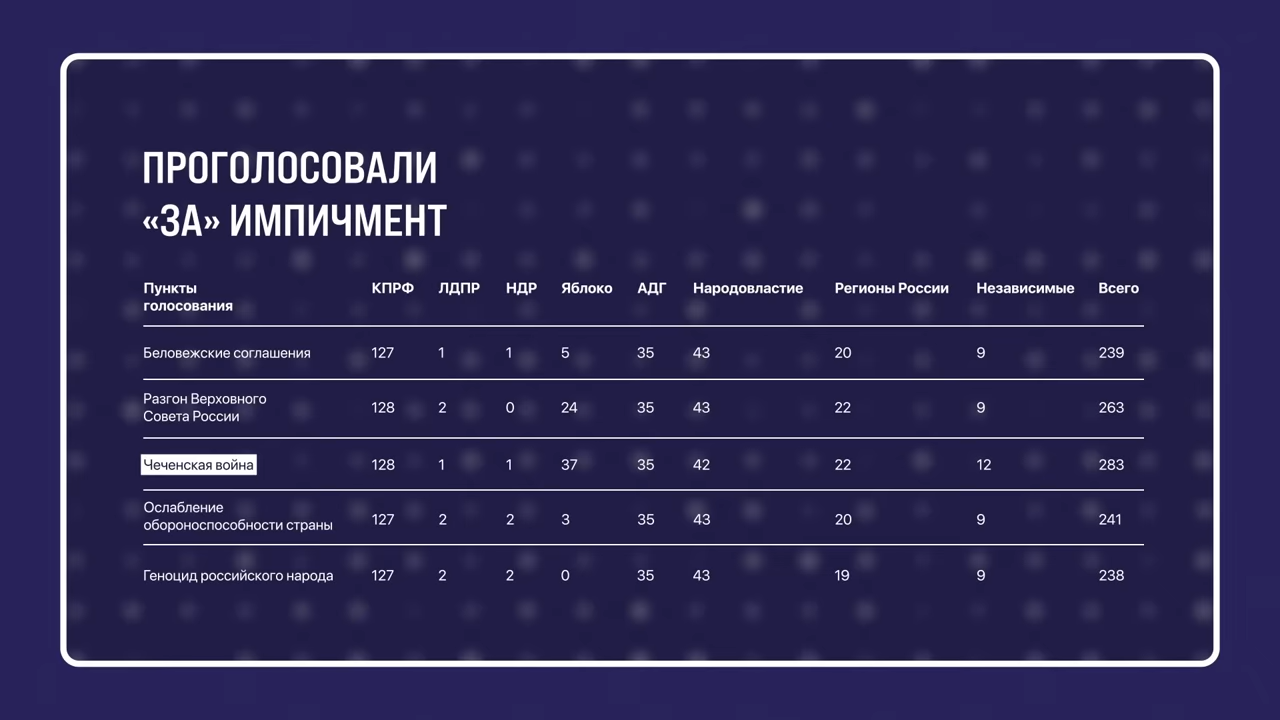 ПРОГОЛОСОВАЛИ
«ЗА» ИМПИЧМЕНТ
Пункты голосования КПРФ ЛДПР НДР Яблоко АДГ Народовластие Регионы России Независимые Всего
Беловежские соглашения 127 1 1 5 35 43 20 9 239
Разгон Верховного Совета России 128 2 0 24 35 43 22 9 263
Чеченская война 128 1 1 37 35 42 22 12 283
Ослабление обороноспособности страны 127 2 2 3 35 43 20 9 241
Геноцид российского народа 127 2 2 0 35 43 19 9 238